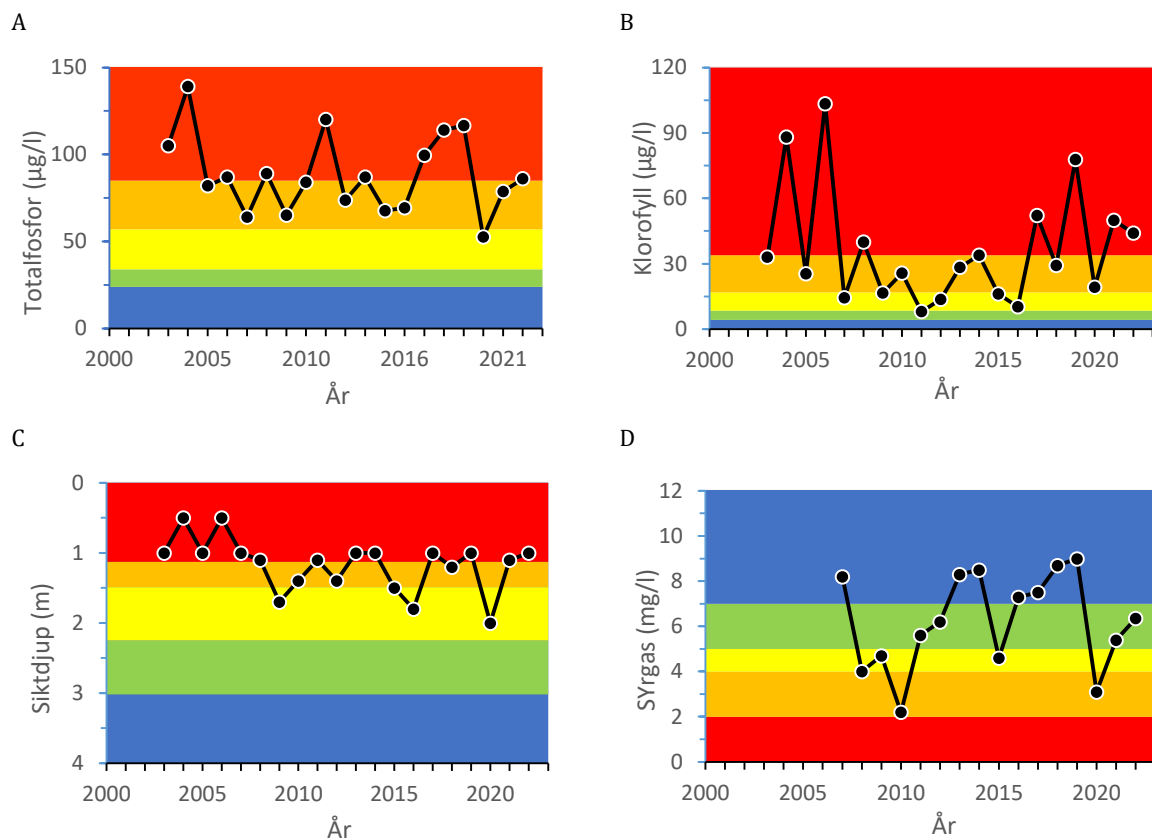 A
Totalfosfor (µg/l)
150
100
50
0
2000 2005 2010 2016 2021
År
B
Klorofyll (µg/l)
120
90
60
30
0
2000 2005 2010 2015 2020
År
C
Siktdjup (m)
0
1
2
3
4
2000 2005 2010 2015 2020
År
D
SYrgas (mg/l)
12
10
8
6
4
2
0
2000 2005 2010 2015 2020
År